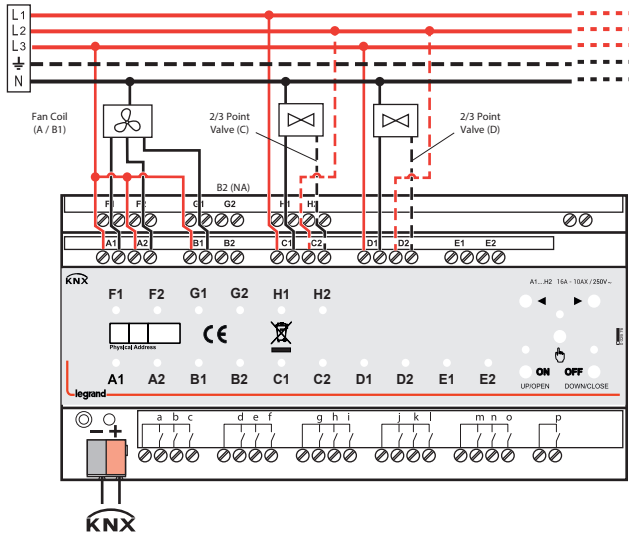 L1
L2
L3
N
Fan Coil
(A / B1)
2/3 Point
Valve (C)
2/3 Point
Valve (D)
B2 (NA)
F1 F2 G1 G2 H1 H2
A1 A2 B1 B2 C1 C2 D1 D2 E1 E2
KNX
A1....H2 16A - 10AX / 250V~
F1 F2 G1 G2 H1 H2
Physical Address
CE
A1 A2 B1 B2 C1 C2 D1 D2 E1 E2
ON OFF
UP/OPEN DOWN/CLOSE
legrand
a b c d e f g h i j k l m n o p
– +
KNX